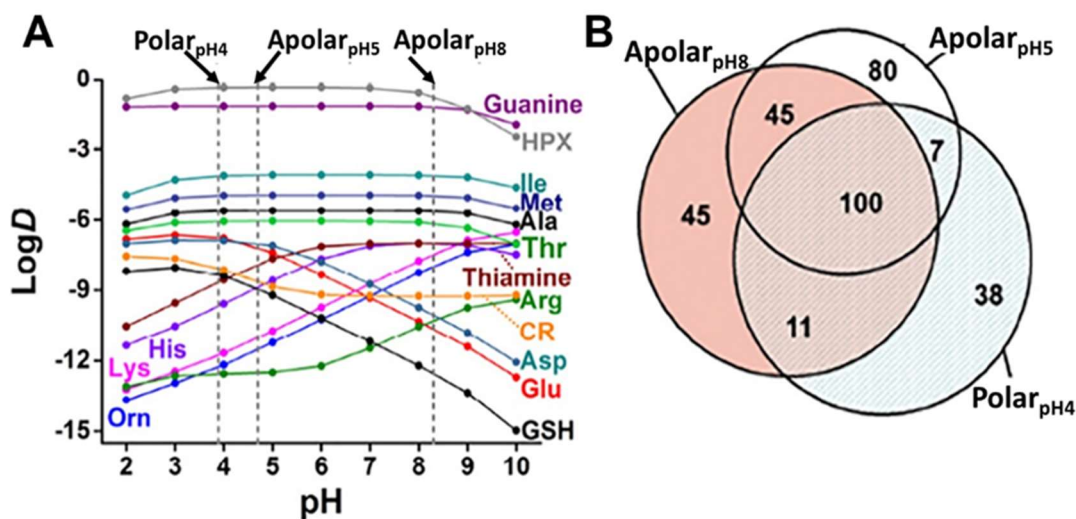 A
Polar pH4
Apolar pH5
Apolar pH8
0
-3
-6
-9
-12
-15
LogD
2 3 4 5 6 7 8 9 10
pH
Guanine
HPX
Ile
Met
Ala
Thr
Thiamine
Arg
CR
Asp
Glu
GSH
His
Lys
Orn
B
Apolar pH8
Apolar pH5
80
45
7
45
100
38
11
Polar pH4